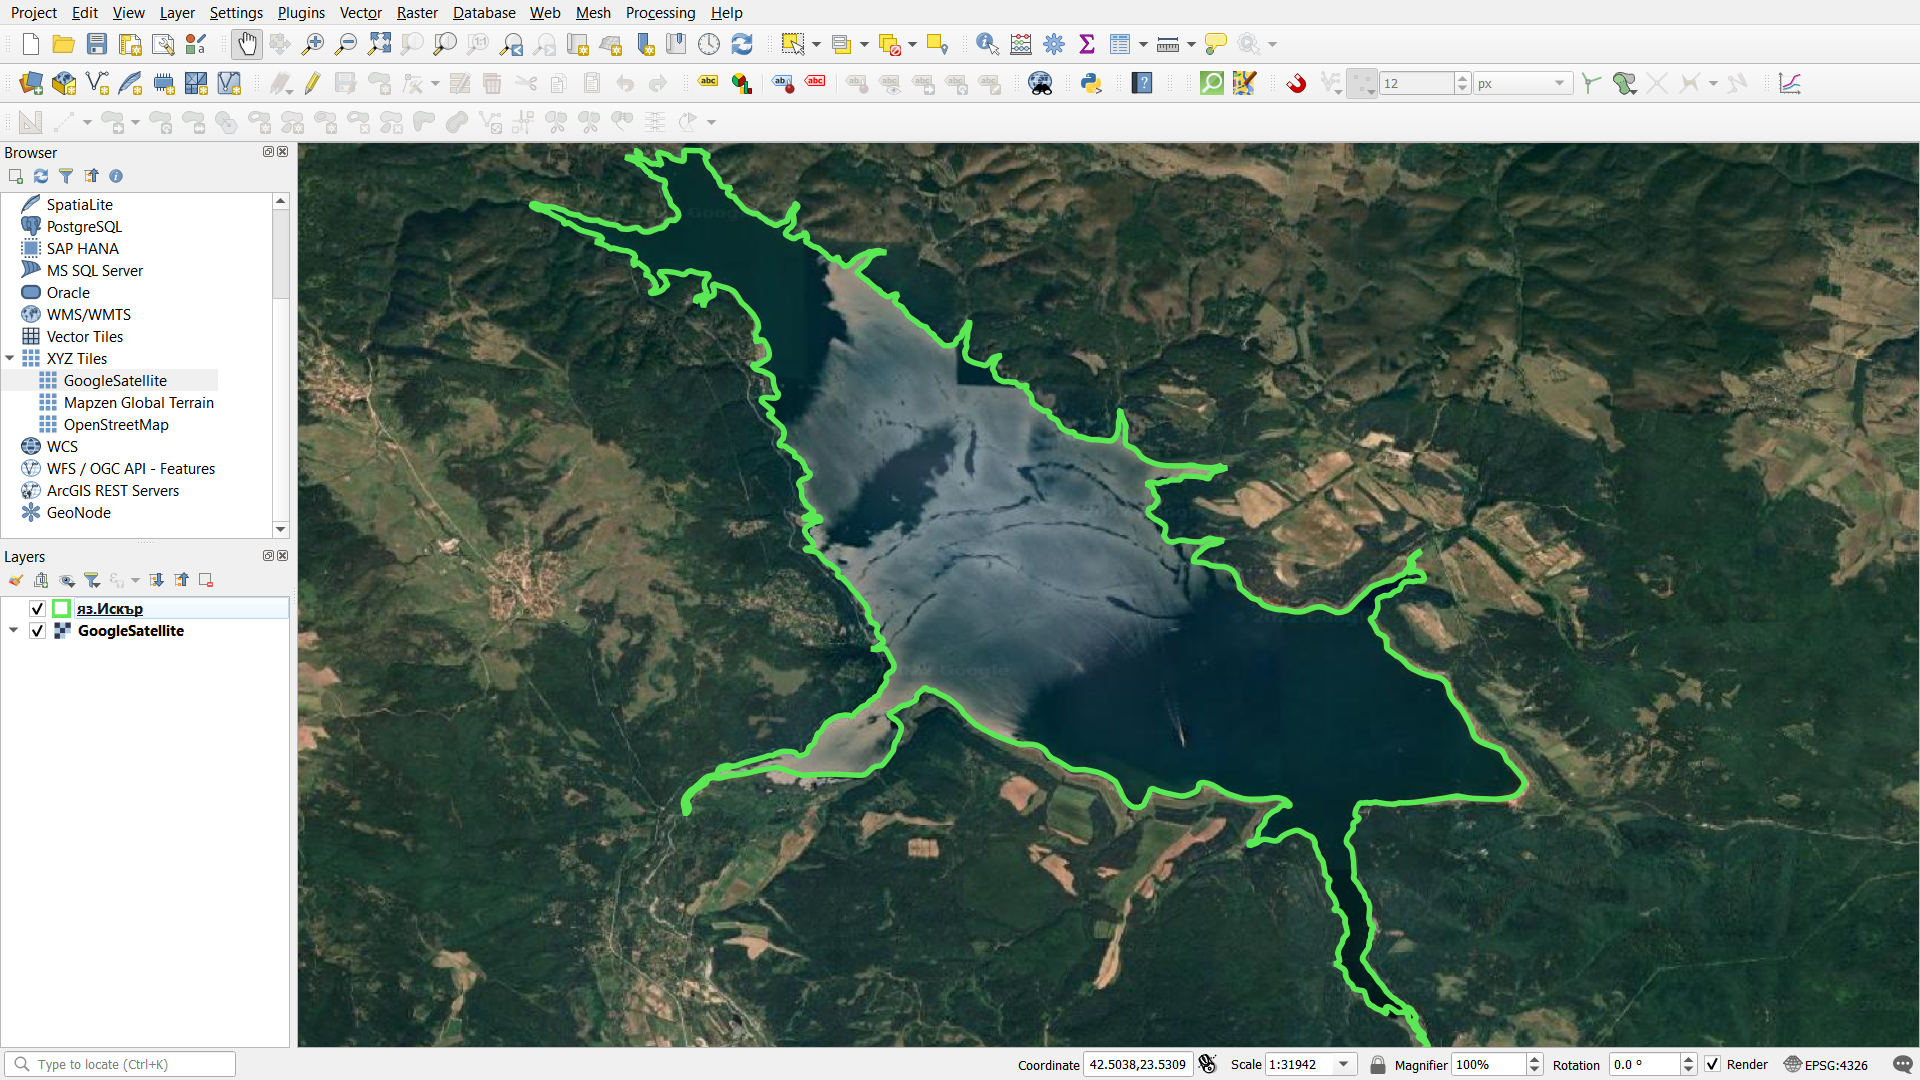 Project Edit View Layer Settings Plugins Vector Raster Database Web Mesh Processing Help
12 px
Browser
SpatiaLite
PostgreSQL
SAP HANA
MS SQL Server
Oracle
WMS/WMTS
Vector Tiles
XYZ Tiles
GoogleSatellite
Mapzen Global Terrain
OpenStreetMap
WCS
WFS / OGC API - Features
ArcGIS REST Servers
GeoNode
Layers
яз.Искър
GoogleSatellite
Type to locate (Ctrl+K)
Coordinate 42.5038,23.5309 Scale 1:31942 Magnifier 100% Rotation 0.0 ° Render EPSG:4326